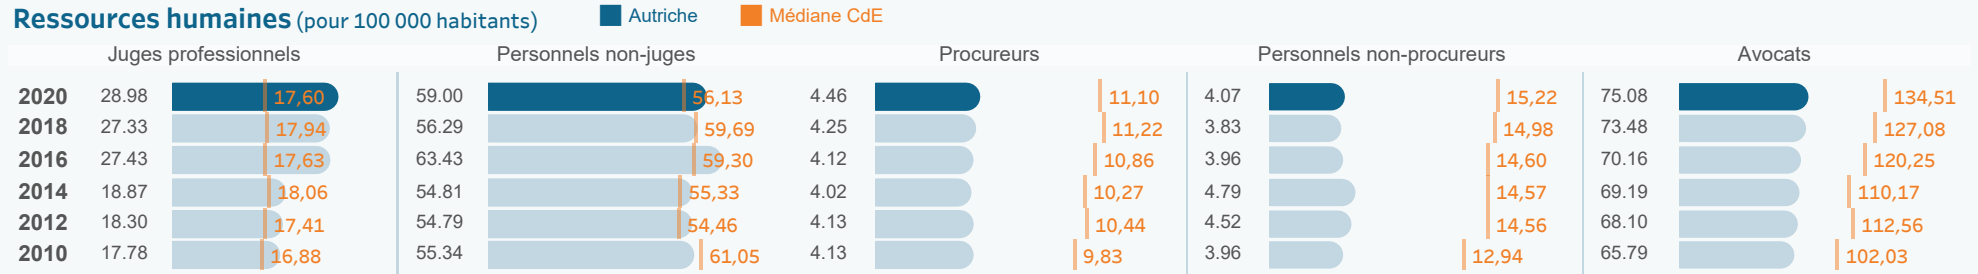 Ressources humaines (pour 100 000 habitants) Autriche Médiane CdE
Juges professionnels Personnels non-juges Procureurs Personnels non-procureurs Avocats
2020 28.98 17,60 59.00 56,13 4.46 11,10 4.07 15,22 75.08 134,51
2018 27.33 17,94 56.29 59,69 4.25 11,22 3.83 14,98 73.48 127,08
2016 27.43 17,63 63.43 59,30 4.12 10,86 3.96 14,60 70.16 120,25
2014 18.87 18,06 54.81 55,33 4.02 10,27 4.79 14,57 69.19 110,17
2012 18.30 17,41 54.79 54,46 4.13 10,44 4.52 14,56 68.10 112,56
2010 17.78 16,88 55.34 61,05 4.13 9,83 3.96 12,94 65.79 102,03